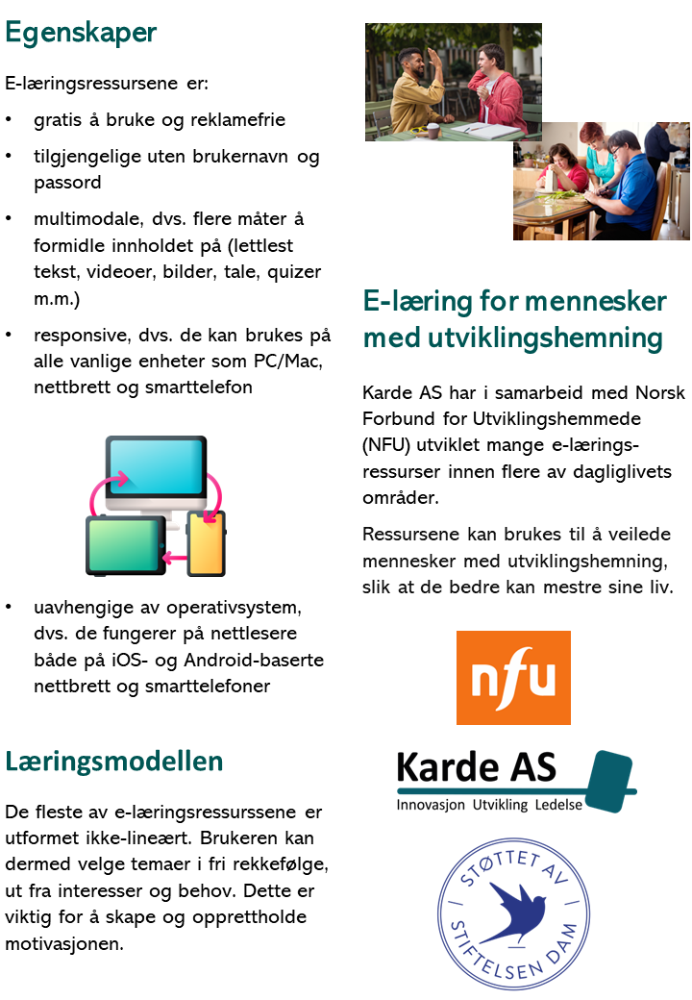 Egenskaper
E-læringsressursene er:
• gratis å bruke og reklamefrie
• tilgjengelige uten brukernavn og
passord
• multimodale, dvs. flere måter å
formidle innholdet på (lettlest
tekst, videoer, bilder, tale, quizer
m.m.)
• responsive, dvs. de kan brukes på
alle vanlige enheter som PC/Mac,
nettbrett og smarttelefon
• uavhengige av operativsystem,
dvs. de fungerer på nettlesere
både på iOS- og Android-baserte
nettbrett og smarttelefoner
Læringsmodellen
De fleste av e-læringsressurssene er
utformet ikke-lineært. Brukeren kan
dermed velge temaer i fri rekkefølge,
ut fra interesser og behov. Dette er
viktig for å skape og opprettholde
motivasjonen.
E-læring for mennesker
med utviklingshemning
Karde AS har i samarbeid med Norsk
Forbund for Utviklingshemmede
(NFU) utviklet mange e-lærings-
ressurser innen flere av dagliglivets
områder.
Ressursene kan brukes til å veilede
mennesker med utviklingshemning,
slik at de bedre kan mestre sine liv.
nfu
Karde AS
Innovasjon Utvikling Ledelse
STØTTET AV
STIFTELSEN DAM